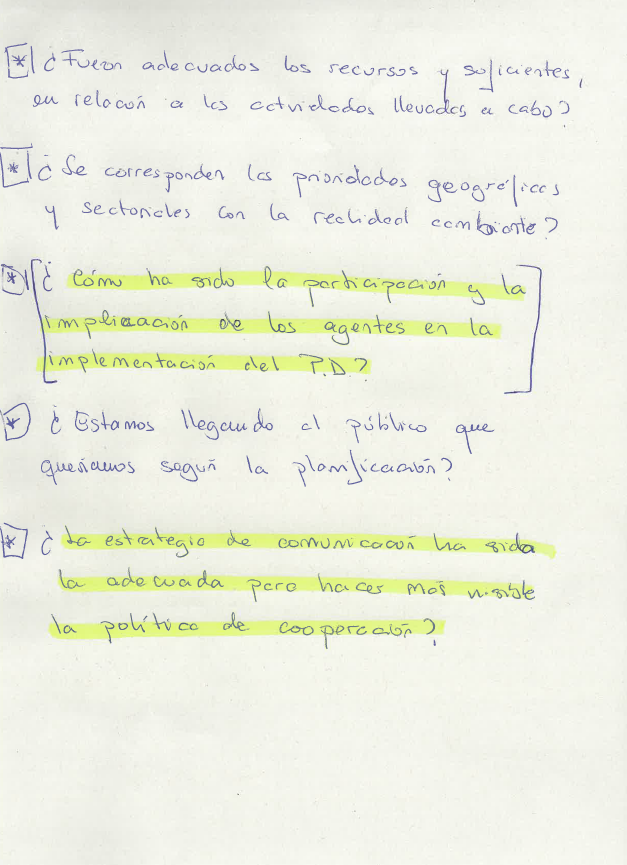 * ¿Fueron adecuados los recursos y suficientes,
en relación a las actividades llevadas a cabo?
* ¿Se corresponden las prioridades geográficas
y sectoriales con la realidad cambiante?
* [¿Cómo ha sido la participación y la
implicación de los agentes en la
implementación del P.D.?]
* ¿Estamos llegando al público que
queríamos según la planificación?
* ¿La estrategia de comunicación ha sido
la adecuada para hacer más visible
la política de cooperación?